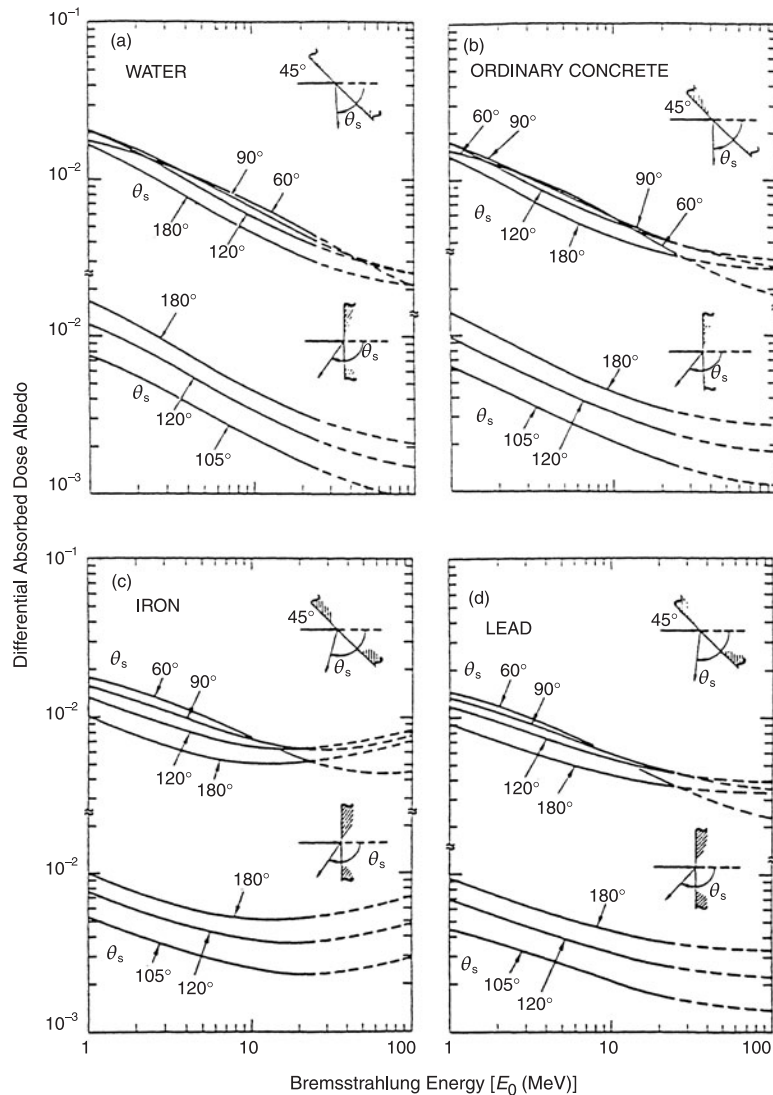 Differential Absorbed Dose Albedo
10⁻¹
10⁻²
10⁻²
10⁻³
(a)
WATER
45°
θs
90°
60°
θs
180°
120°
180°
θs
θs
120°
105°
(b)
ORDINARY CONCRETE
45°
θs
60°
90°
90°
60°
θs
120°
180°
θs
180°
θs
105°
120°
10⁻¹
10⁻²
10⁻²
10⁻³
(c)
IRON
45°
θs
θs
60°
90°
120°
180°
θs
180°
θs
105°
120°
1
10
100
(d)
LEAD
45°
θs
θs
60°
90°
120°
180°
θs
180°
θs
105°
120°
1
10
100
Bremsstrahlung Energy [E₀ (MeV)]